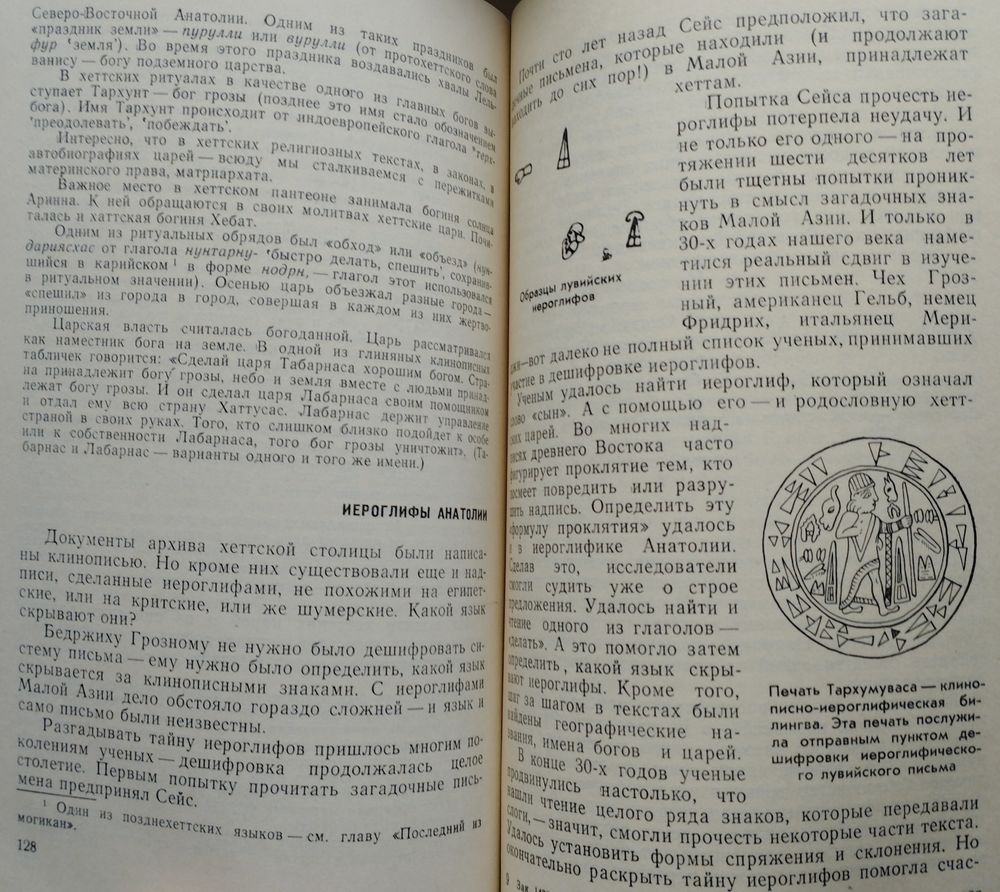 Северо-Восточной Анатолии. Одним из таких праздников был
«праздник земли» — пурулли или вурулли (от протохеттского слова
фур ‘земля’). Во время этого праздника воздавались хвалы Лель-
ванису — богу подземного царства.
В хеттских ритуалах в качестве одного из главных богов вы-
ступает Тархунт — бог грозы (позднее это имя стало обозначением
бога). Имя Тархунт происходит от индоевропейского глагола *терх-
‘преодолевать’, ‘побеждать’.
Интересно, что в хеттских религиозных текстах, в законах, в
автобиографиях царей — всюду мы сталкиваемся с пережитками
материнского права, матриархата.
Важное место в хеттском пантеоне занимала богиня солнца
Аринна. К ней обращаются в своих молитвах хеттские цари. Почи-
талась и хаттская богиня Хебат.
Одним из ритуальных обрядов был «обход» или «объезд» (нун-
дариясхас от глагола нунтарну- ‘быстро делать, спешить’, сохранив-
шийся в карийском ¹ в форме нодрн, — глагол этот использовался
в ритуальном значении). Осенью царь объезжал разные города —
«спешил» из города в город, совершая в каждом из них жертво-
приношения.
Царская власть считалась богоданной. Царь рассматривался
как наместник бога на земле. В одной из глиняных клинописных
табличек говорится: «Сделай царя Табарнаса хорошим богом. Стра-
на принадлежит богу грозы, небо и земля вместе с людьми принад-
лежат богу грозы. И он сделал царя Лабарнаса своим помощником
и отдал ему всю страну Хаттусас. Лабарнас держит управление
страной в своих руках. Того, кто слишком близко подойдет к особе
или к собственности Лабарнаса, того бог грозы уничтожит». (Та-
барнас и Лабарнас — варианты одного и того же имени.)
ИЕРОГЛИФЫ АНАТОЛИИ
Документы архива хеттской столицы были написа-
ны клинописью. Но кроме них существовали еще и над-
писи, сделанные иероглифами, не похожими на египет-
ские, или на критские, или же шумерские. Какой язык
скрывают они?
Бедржиху Грозному не нужно было дешифровать си-
стему письма — ему нужно было определить, какой язык
скрывается за клинописными знаками. С иероглифами
Малой Азии дело обстояло гораздо сложней — и язык и
само письмо были неизвестны.
Разгадывать тайну иероглифов пришлось многим по-
колениям ученых — дешифровка продолжалась целое
столетие. Первым попытку прочитать загадочные пись-
мена предпринял Сейс.
¹ Один из позднехеттских языков — см. главу «Последний из
могикан».
128
Почти сто лет назад Сейс предположил, что зага-
дочные письмена, которые находили (и продолжают
находить до сих пор!) в Малой Азии, принадлежат
хеттам.
Попытка Сейса прочесть ие-
роглифы потерпела неудачу. И
не только его одного — на про-
тяжении шести десятков лет
были тщетны попытки проник-
нуть в смысл загадочных зна-
ков Малой Азии. И только в
30-х годах нашего века наме-
тился реальный сдвиг в изуче-
нии этих письмен. Чех Гроз-
ный, американец Гельб, немец
Фридрих, итальянец Мери-
джи—вот далеко не полный список ученых, принимавших
участие в дешифровке иероглифов.
Образцы лувийских
иероглифов
Ученым удалось найти иероглиф, который означал
слово «сын». А с помощью его — и родословную хетт-
ских царей. Во многих над-
писях древнего Востока часто
фигурирует проклятие тем, кто
посмеет повредить или разру-
шить надпись. Определить эту
«формулу проклятия» удалось
и в иероглифике Анатолии.
Сделав это, исследователи
смогли судить уже о строе
предложения. Удалось найти и
чтение одного из глаголов —
«делать». А это помогло затем
определить, какой язык скры-
вают иероглифы. Кроме того,
шаг за шагом в текстах были
найдены географические на-
звания, имена богов и царей.
В конце 30-х годов ученые
продвинулись настолько, что
нашли чтение целого ряда знаков, которые передавали
слоги, — значит, смогли прочесть некоторые части текста.
Удалось установить формы спряжения и склонения. Но
окончательно раскрыть тайну иероглифов помогла счас-
Печать Тархумуваса — клино-
писно-иероглифическая би-
лингва. Эта печать послужи-
ла отправным пунктом де-
шифровки иероглифическо-
го лувийского письма
9 Зак.